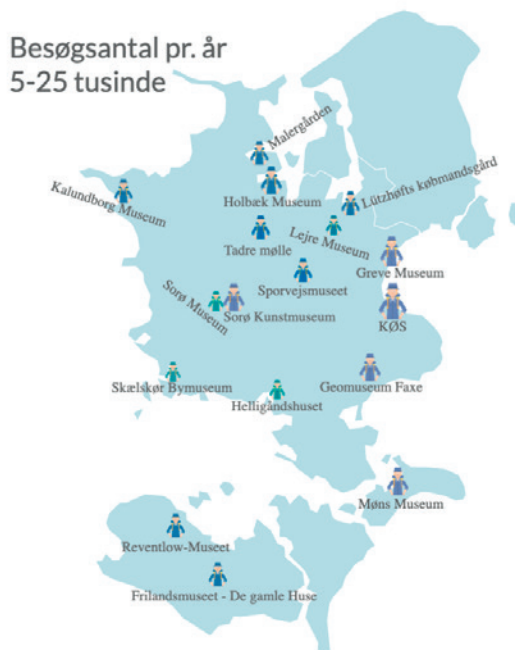 Besøgsantal pr. år
5-25 tusinde
Malergården
Kalundborg Museum
Holbæk Museum
Lützhøfts købmandsgård
Tadre mølle
Lejre Museum
Greve Museum
Sporvejsmuseet
Sorø Museum
Sorø Kunstmuseum
KØS
Skælskør Bymuseum
Helligåndshuset
Geomuseum Faxe
Møns Museum
Reventlow-Museet
Frilandsmuseet - De gamle Huse